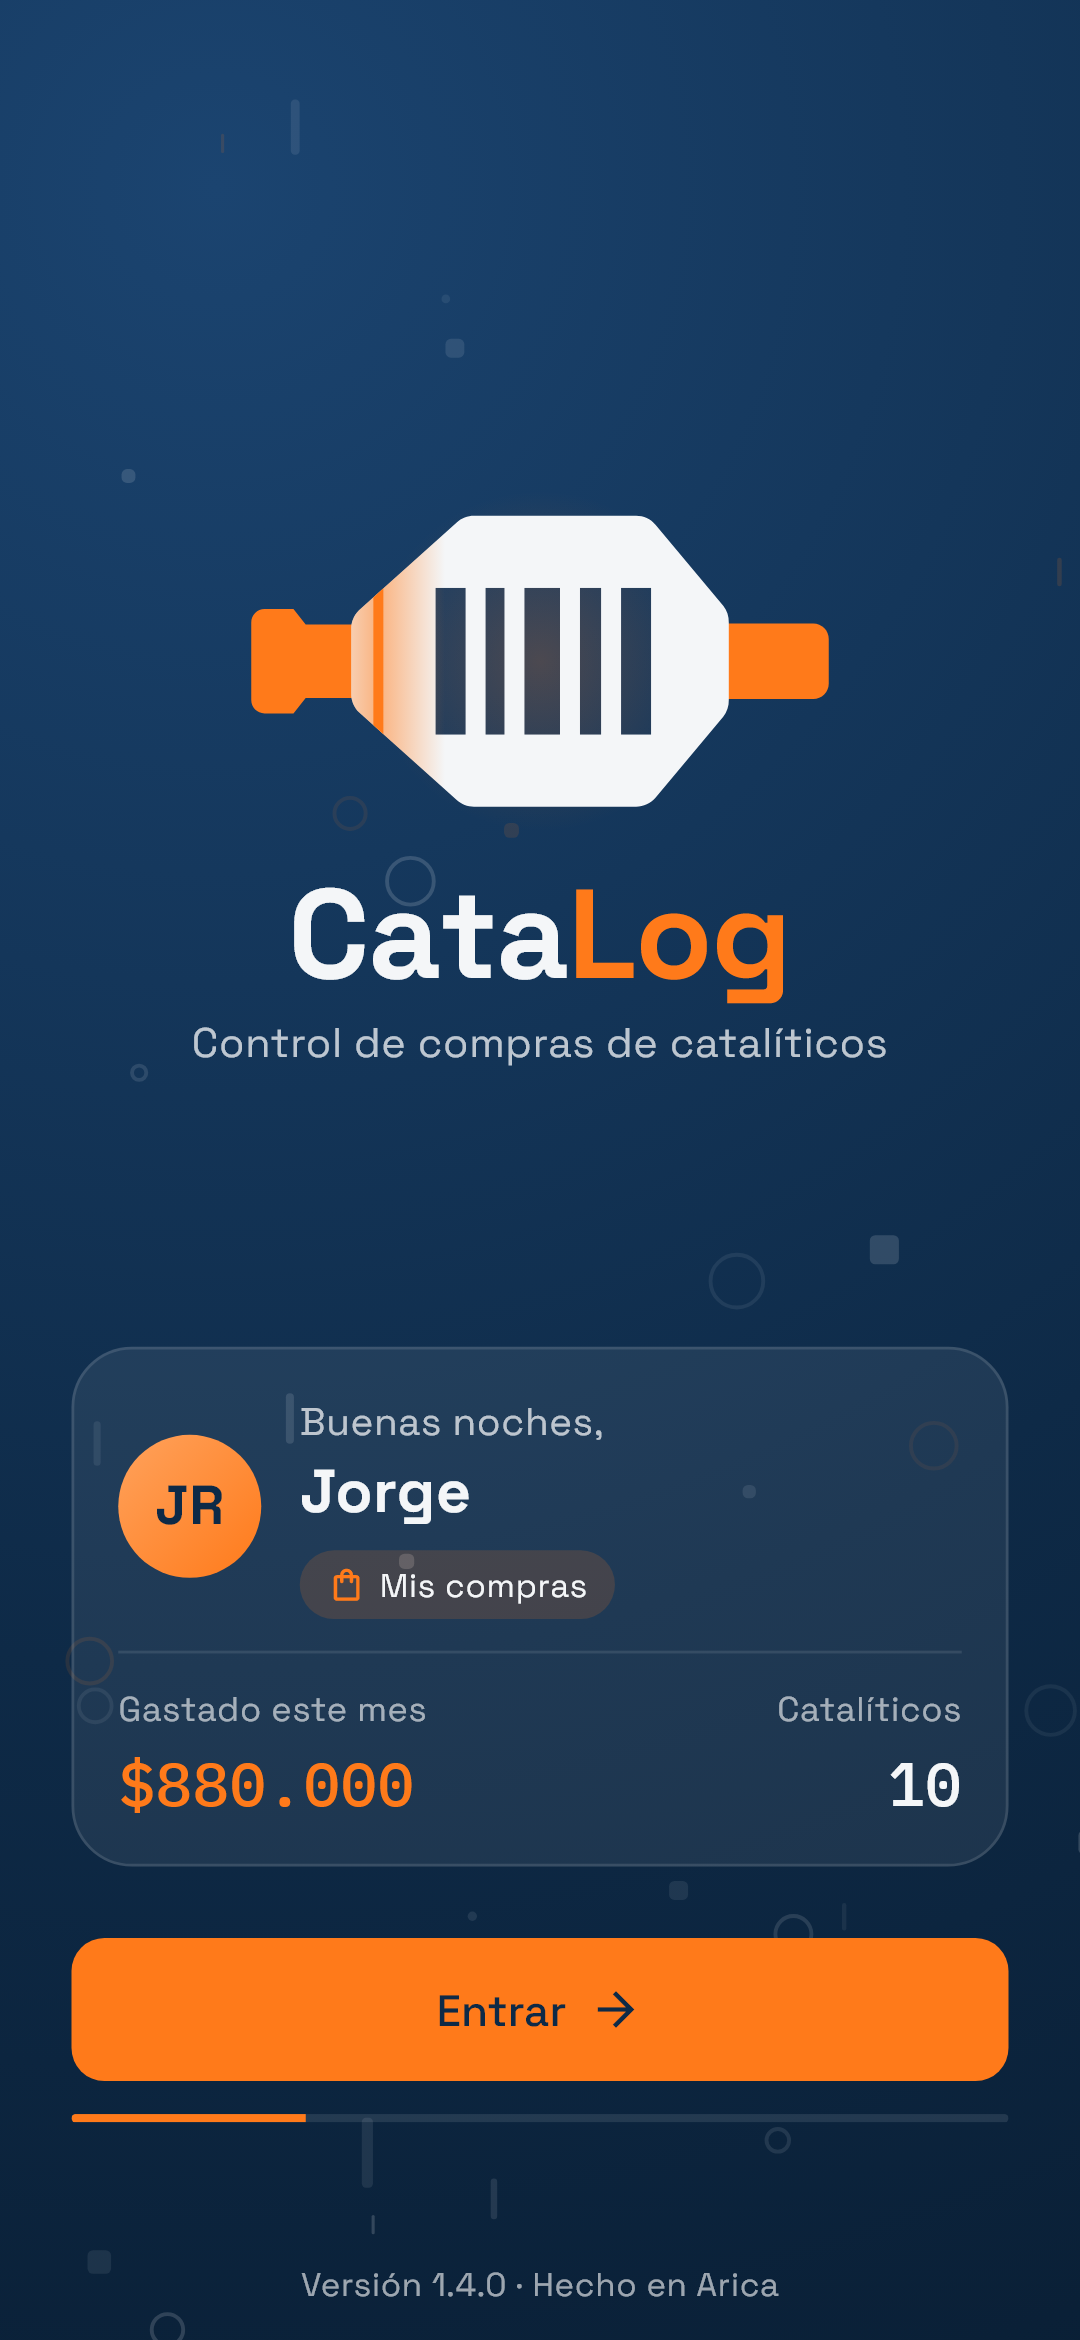 CataLog
Control de compras de catalíticos
Buenas noches,
JR
Jorge
Mis compras
Gastado este mes
Catalíticos
$880.000
10
Entrar →
Versión 1.4.0 · Hecho en Arica